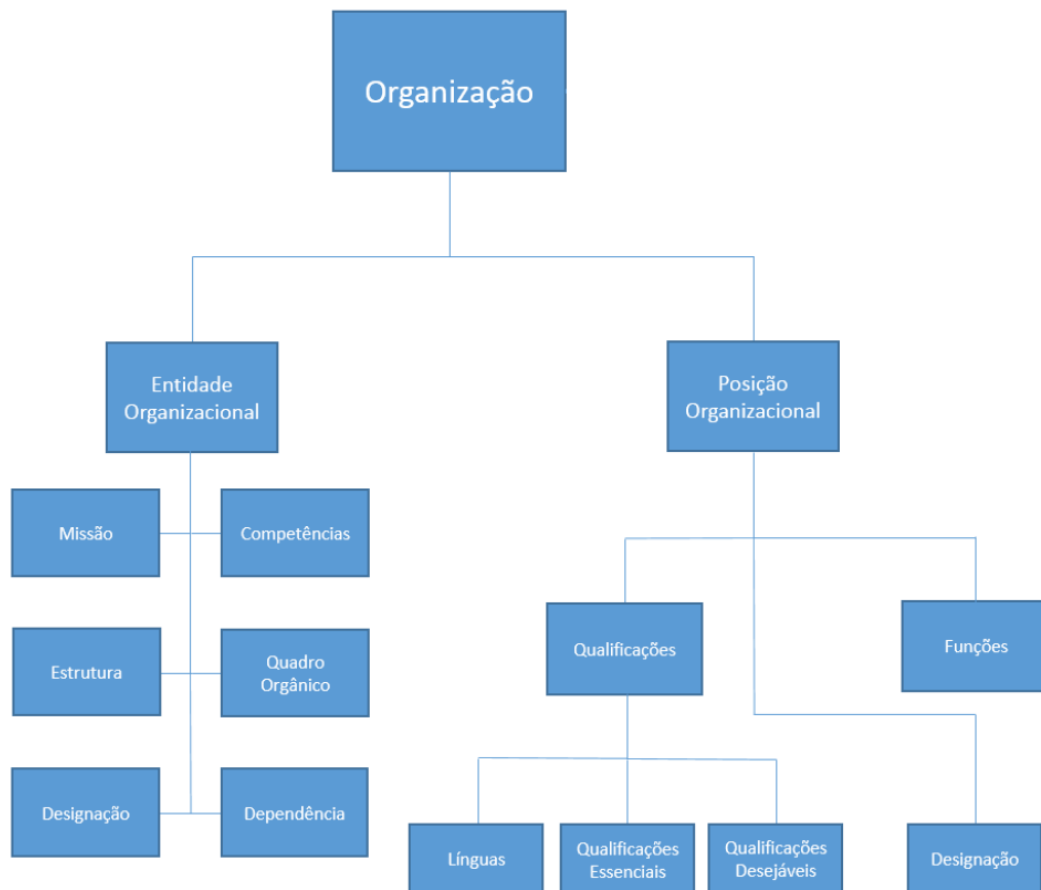 Organização
Entidade
Organizacional
Posição
Organizacional
Missão
Competências
Estrutura
Quadro
Orgânico
Designação
Dependência
Qualificações
Funções
Línguas
Qualificações
Essenciais
Qualificações
Desejáveis
Designação